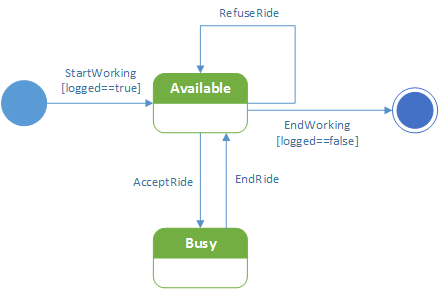 RefuseRide
StartWorking
[logged==true]
Available
EndWorking
[logged==false]
AcceptRide
EndRide
Busy